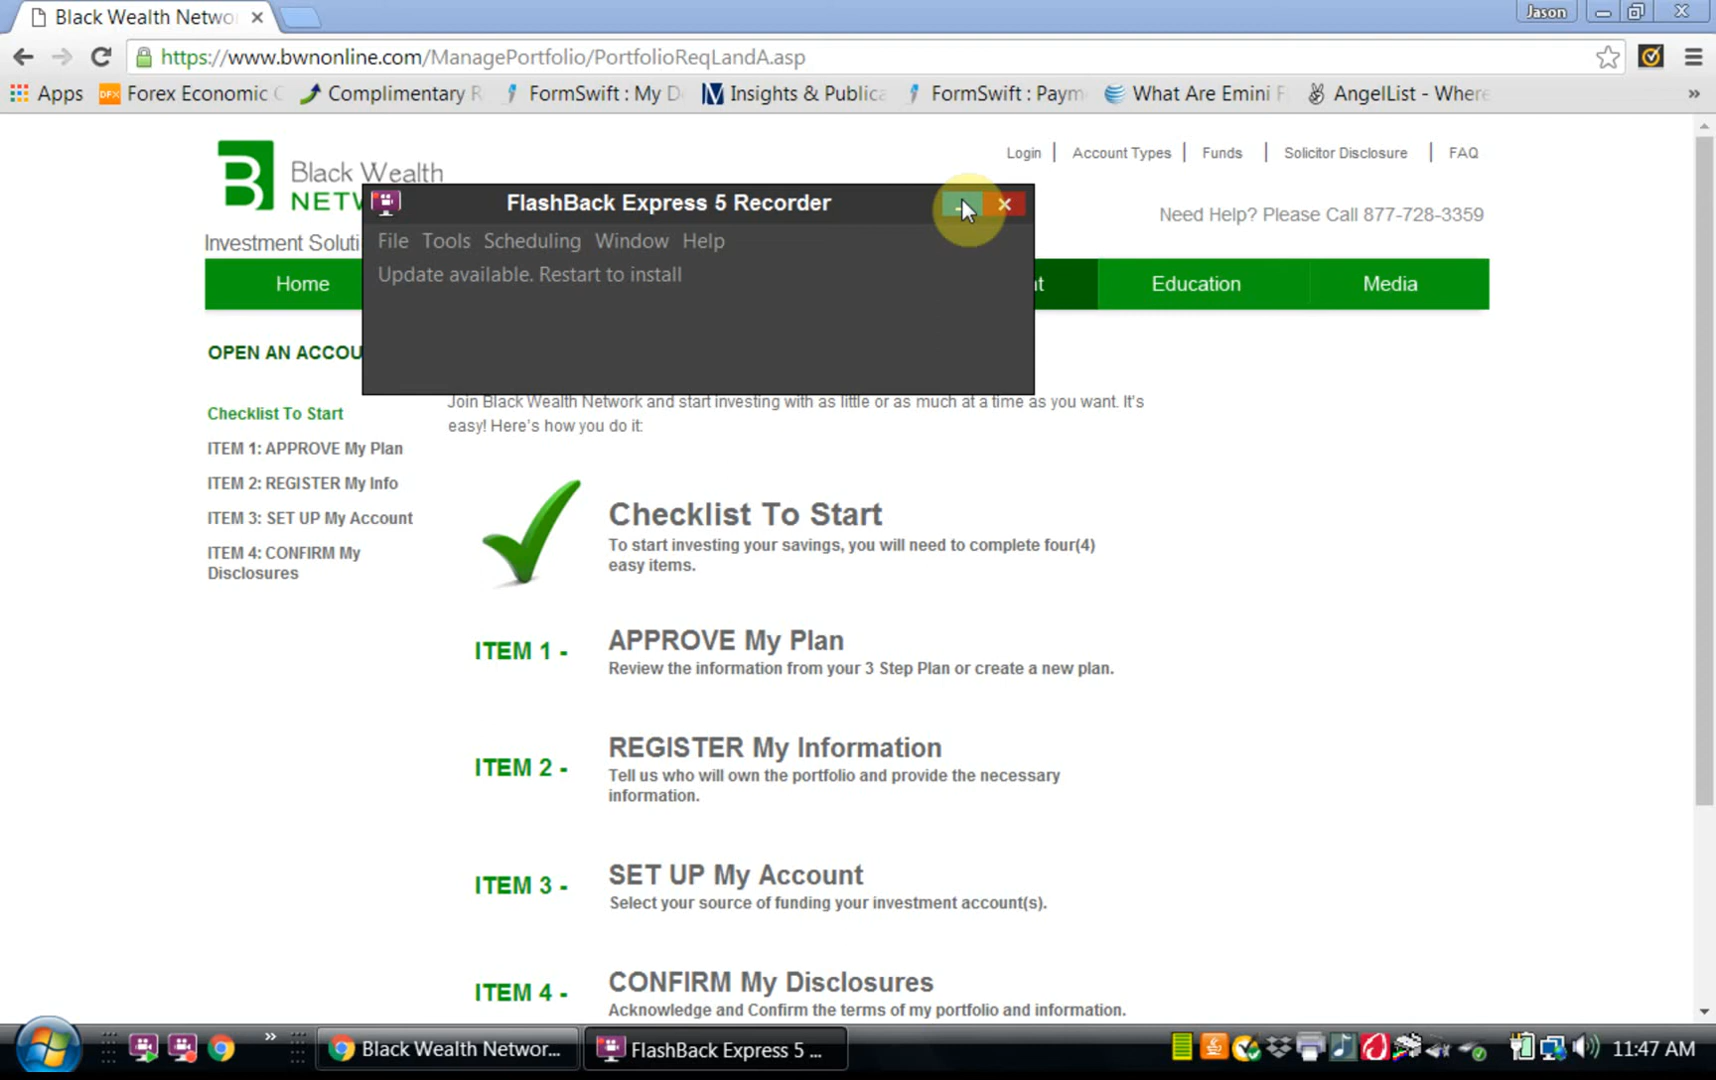 Black Wealth Netwo
Jason
https://www.bwnonline.com/ManagePortfolio/PortfolioReqLandA.asp
Apps
DFX
Forex Economic C
Complimentary R
FormSwift : My D
Insights & Publica
FormSwift : Paym
What Are Emini F
AngelList - Where
»
Login | Account Types | Funds | Solicitor Disclosure | FAQ
Black Wealth
NET
Need Help? Please Call 877-728-3359
Investment Soluti
FlashBack Express 5 Recorder
File Tools Scheduling Window Help
Update available. Restart to install
Home
nt
Education
Media
OPEN AN ACCOU
Checklist To Start
ITEM 1: APPROVE My Plan
ITEM 2: REGISTER My Info
ITEM 3: SET UP My Account
ITEM 4: CONFIRM My
Disclosures
Join Black Wealth Network and start investing with as little or as much at a time as you want. It's
easy! Here's how you do it:
Checklist To Start
To start investing your savings, you will need to complete four(4)
easy items.
ITEM 1 -
APPROVE My Plan
Review the information from your 3 Step Plan or create a new plan.
ITEM 2 -
REGISTER My Information
Tell us who will own the portfolio and provide the necessary
information.
ITEM 3 -
SET UP My Account
Select your source of funding your investment account(s).
ITEM 4 -
CONFIRM My Disclosures
Acknowledge and Confirm the terms of my portfolio and information.
»
Black Wealth Networ...
FlashBack Express 5 ...
11:47 AM